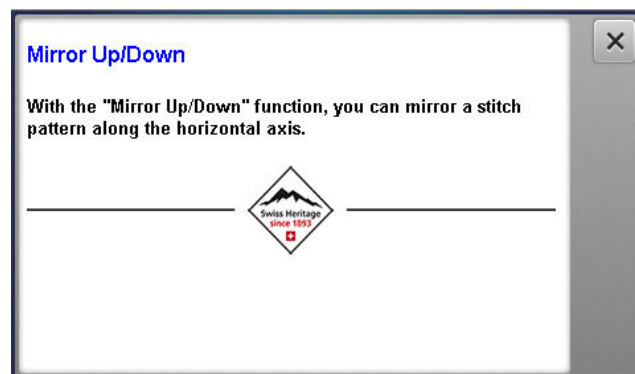 Mirror Up/Down
With the "Mirror Up/Down" function, you can mirror a stitch
pattern along the horizontal axis.
Swiss Heritage
since 1893